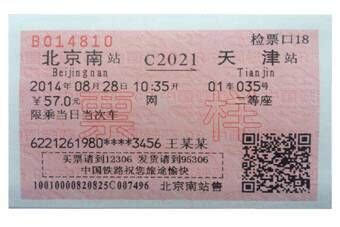 B014810 检票口18
北京南站 C2021 天津站
Beijingnan Tianjin
2014年08月28日 10:35开 01车035号
¥57.0元 网 二等座
限乘当日当次车
票样
6221261980****3456 王某某
买票请到12306 发货请到95306
中国铁路祝您旅途愉快
10010000820825C007496 北京南站售